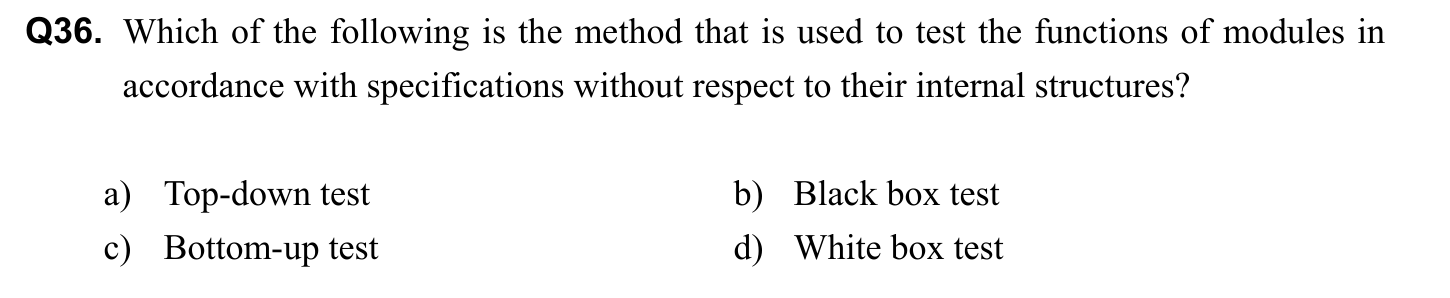 Q36. Which of the following is the method that is used to test the functions of modules in
accordance with specifications without respect to their internal structures?
a) Top-down test b) Black box test
c) Bottom-up test d) White box test